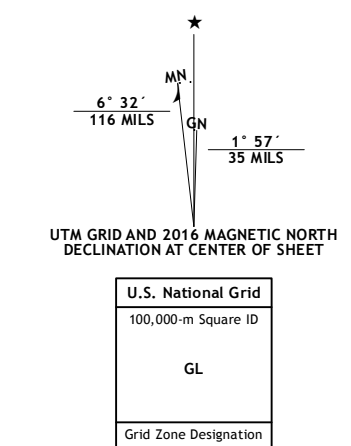 ★
MN
6° 32´
116 MILS
GN
1° 57´
35 MILS
UTM GRID AND 2016 MAGNETIC NORTH
DECLINATION AT CENTER OF SHEET
U.S. National Grid
100,000-m Square ID
GL
Grid Zone Designation